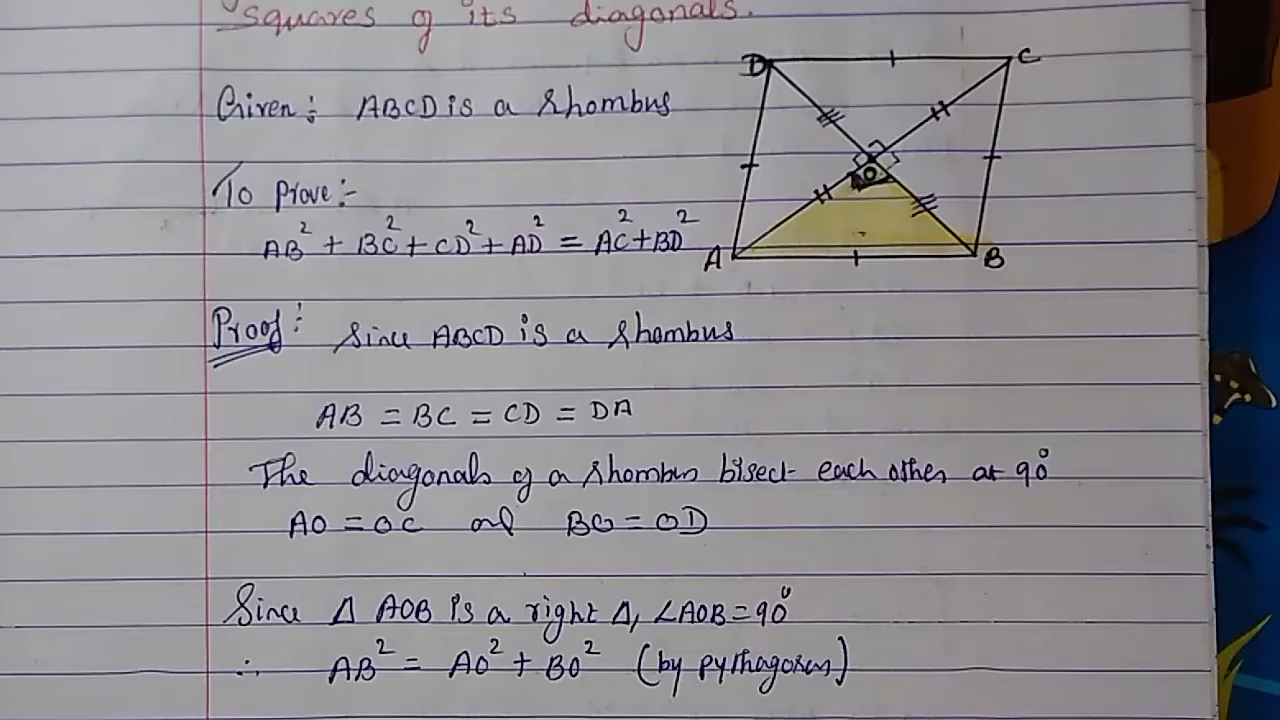 squares of its diagonals.
Given: ABCD is a rhombus
To Prove:-
AB² + BC² + CD² + AD² = AC² + BD²
D
C
O
A
B
Proof: Since ABCD is a rhombus
AB = BC = CD = DA
The diagonals of a rhombus bisect each other at 90°
AO = OC and BO = OD
Since Δ AOB is a right Δ, ∠AOB = 90°
∴ AB² = AO² + BO² (by pythagoras)